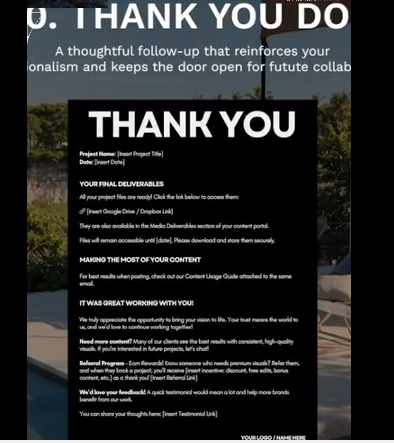 0. THANK YOU DO
A thoughtful follow-up that reinforces your
ionalism and keeps the door open for futute collab
THANK YOU
Project Name: [Insert Project Title]
Date: [Insert Date]
YOUR FINAL DELIVERABLES
All your project files are ready! Click the link below to access them:
[Insert Google Drive / Dropbox Link]
They are also available in the Media Deliverables section of your content portal.
Files will remain accessible until [date]. Please download and store them securely.
MAKING THE MOST OF YOUR CONTENT
For best results when posting, check out our Content Usage Guide attached to the same
email.
IT WAS GREAT WORKING WITH YOU!
We truly appreciate the opportunity to bring your vision to life. Your trust means the world to
us, and we'd love to continue working together!
Need more content? Many of our clients see the best results with consistent, high-quality
visuals. If you're interested in future projects, let's chat!
Referral Program - Earn Rewards! Know someone who needs premium visuals? Refer them,
and when they book a project, you'll receive [insert incentive: discount, free edits, bonus
content, etc.] as a thank you! [Insert Referral Link]
We'd love your feedback! A quick testimonial would mean a lot and help more brands
benefit from our work.
You can share your thoughts here: [Insert Testimonial Link]
YOUR LOGO / NAME HERE